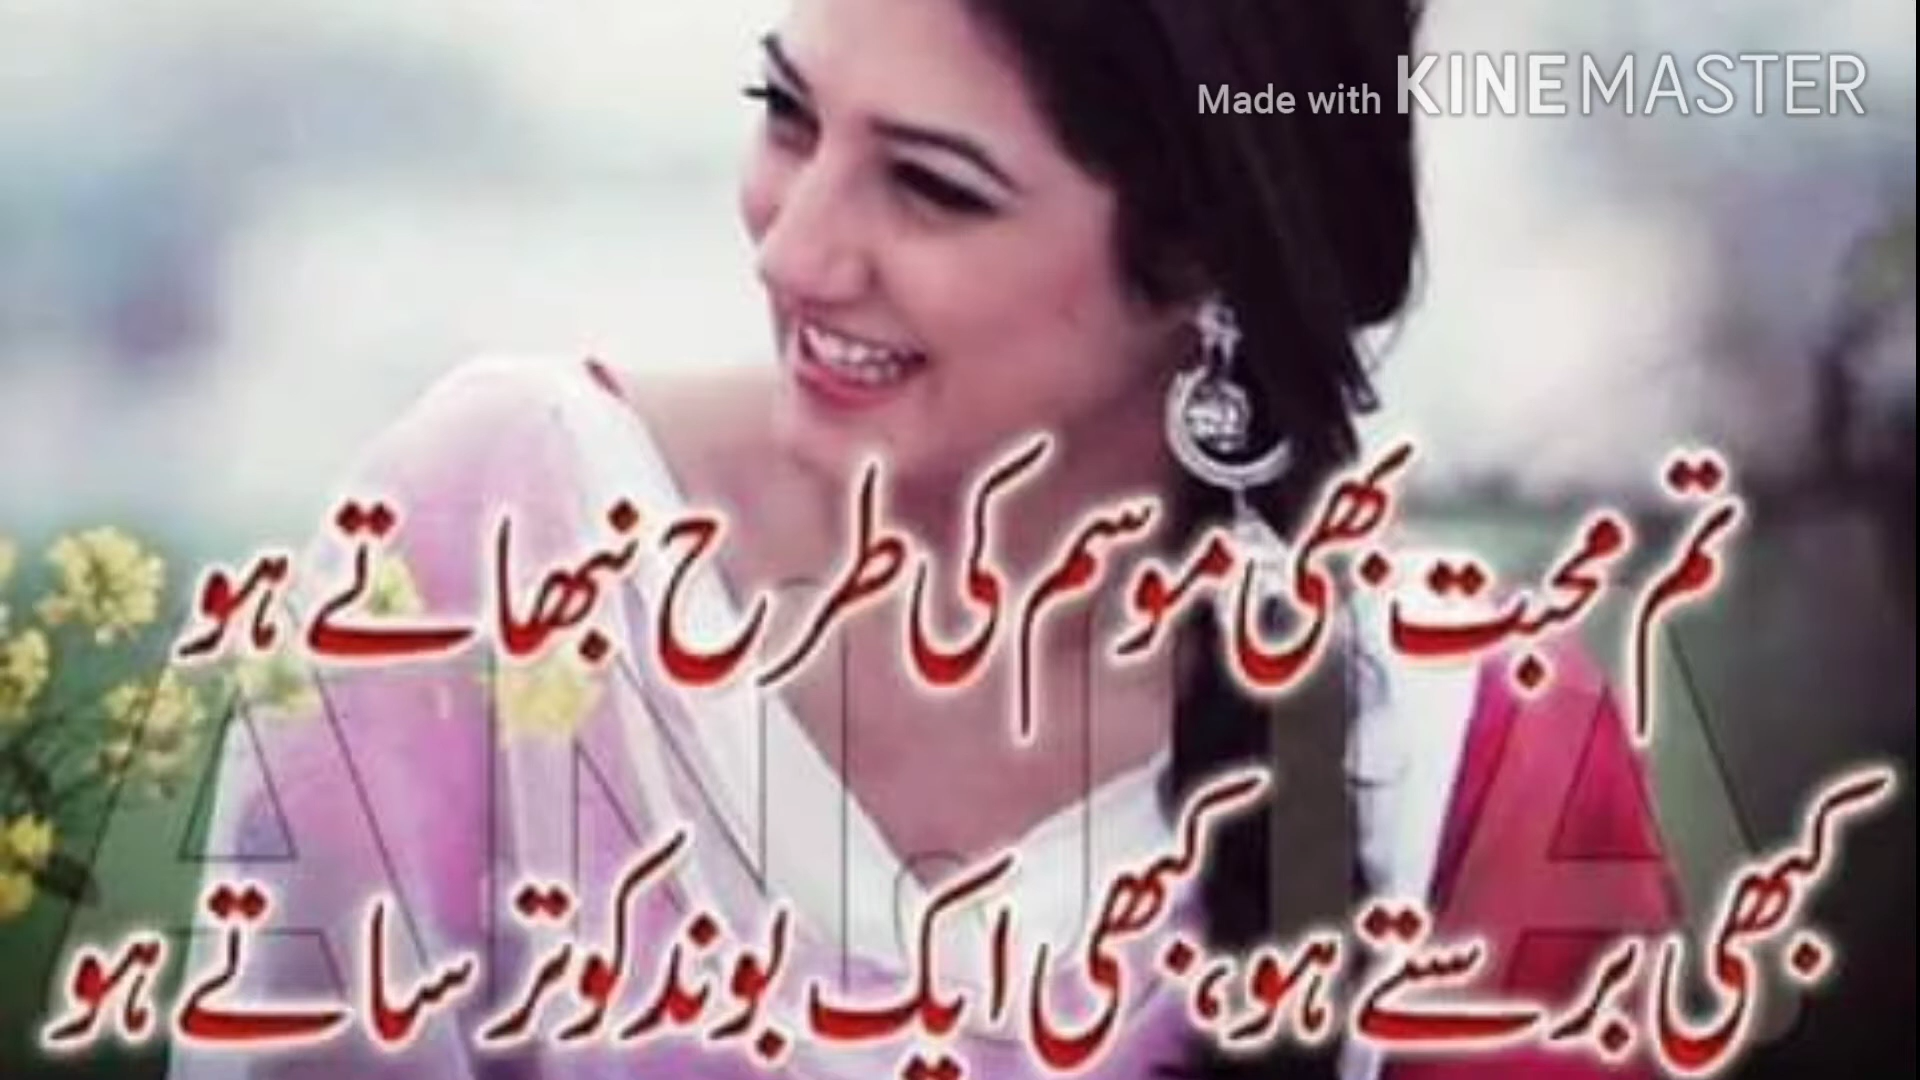 Made with KINEMASTER
تم محبت بھی موسم کی طرح نبھاتے ہو
کبھی برستے ہو، کبھی ایک بوند کو ترساتے ہو